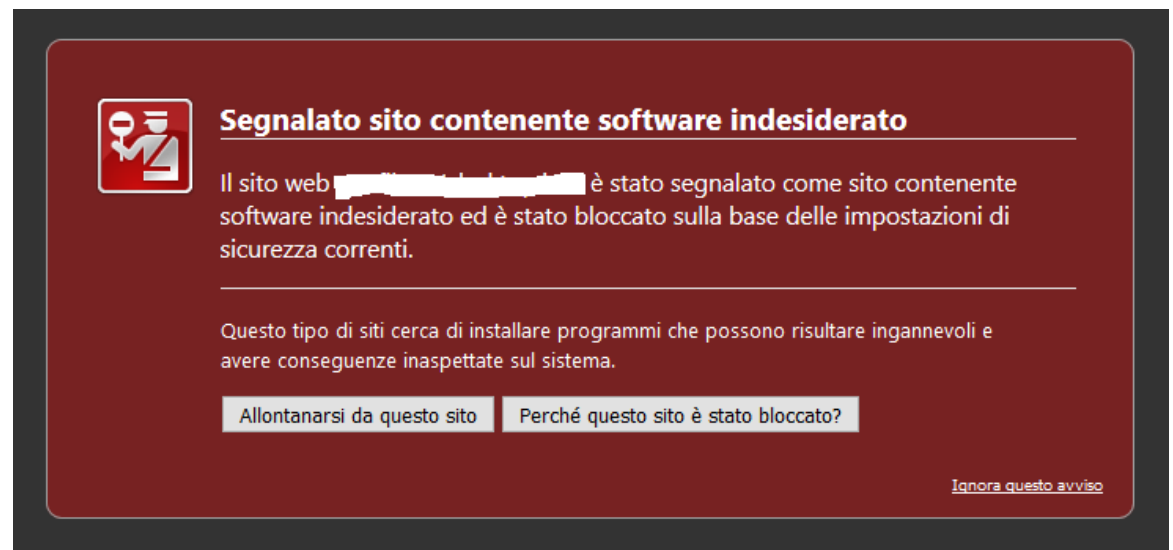 Segnalato sito contenente software indesiderato
Il sito web è stato segnalato come sito contenente
software indesiderato ed è stato bloccato sulla base delle impostazioni di
sicurezza correnti.
Questo tipo di siti cerca di installare programmi che possono risultare ingannevoli e
avere conseguenze inaspettate sul sistema.
Allontanarsi da questo sito Perché questo sito è stato bloccato?
Ignora questo avviso